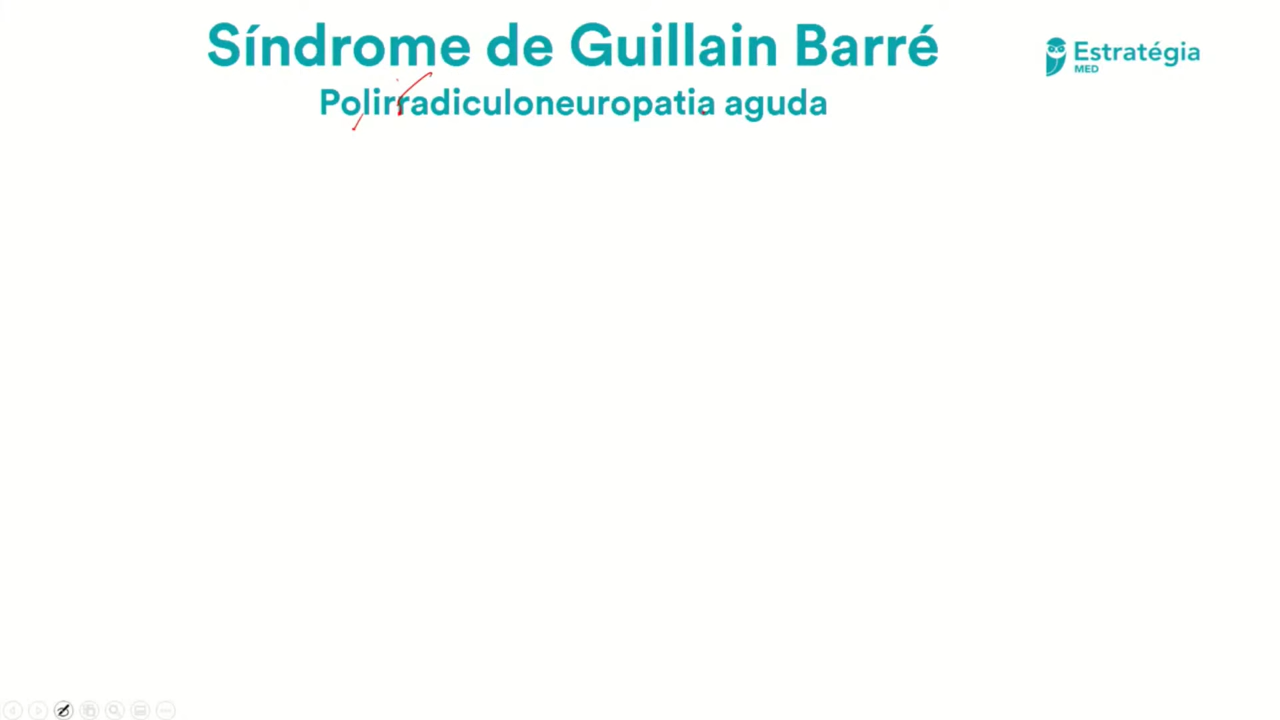 Síndrome de Guillain Barré
Polirradiculoneuropatia aguda
Estratégia
MED